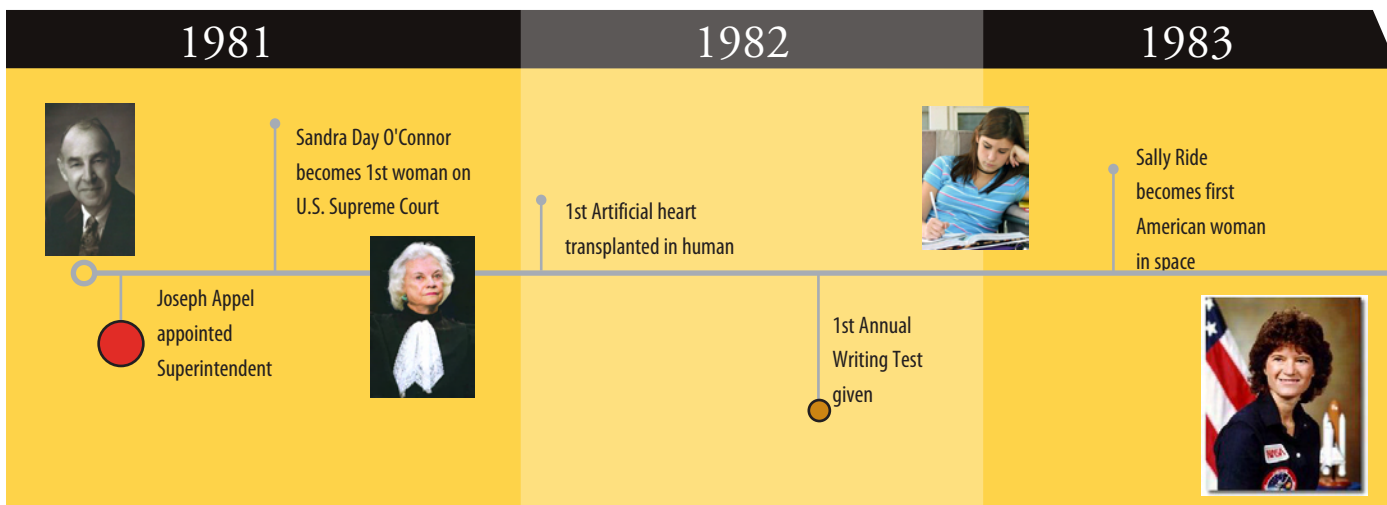 1981
1982
1983
Sandra Day O'Connor
becomes 1st woman on
U.S. Supreme Court
Joseph Appel
appointed
Superintendent
1st Artificial heart
transplanted in human
1st Annual
Writing Test
given
Sally Ride
becomes first
American woman
in space
NASA